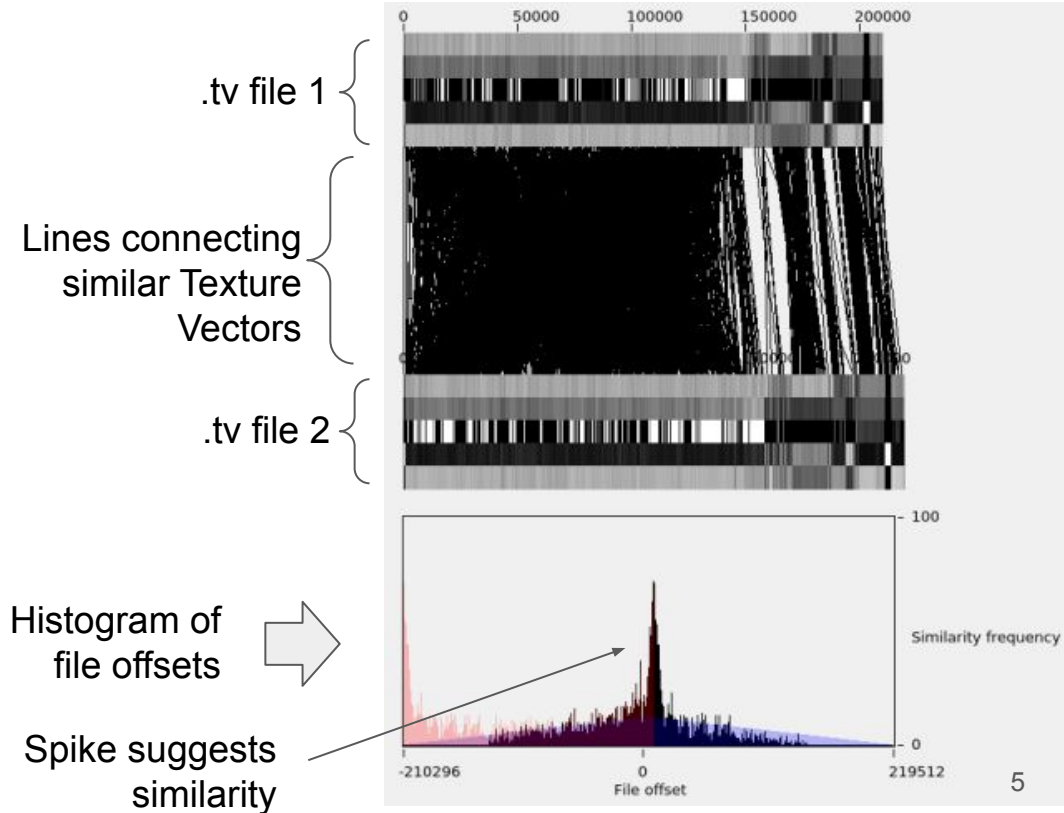 0 50000 100000 150000 200000
.tv file 1
Lines connecting
similar Texture
Vectors
.tv file 2
100
Histogram of
file offsets
Similarity frequency
Spike suggests
similarity
0
-210296 0 219512
File offset
5